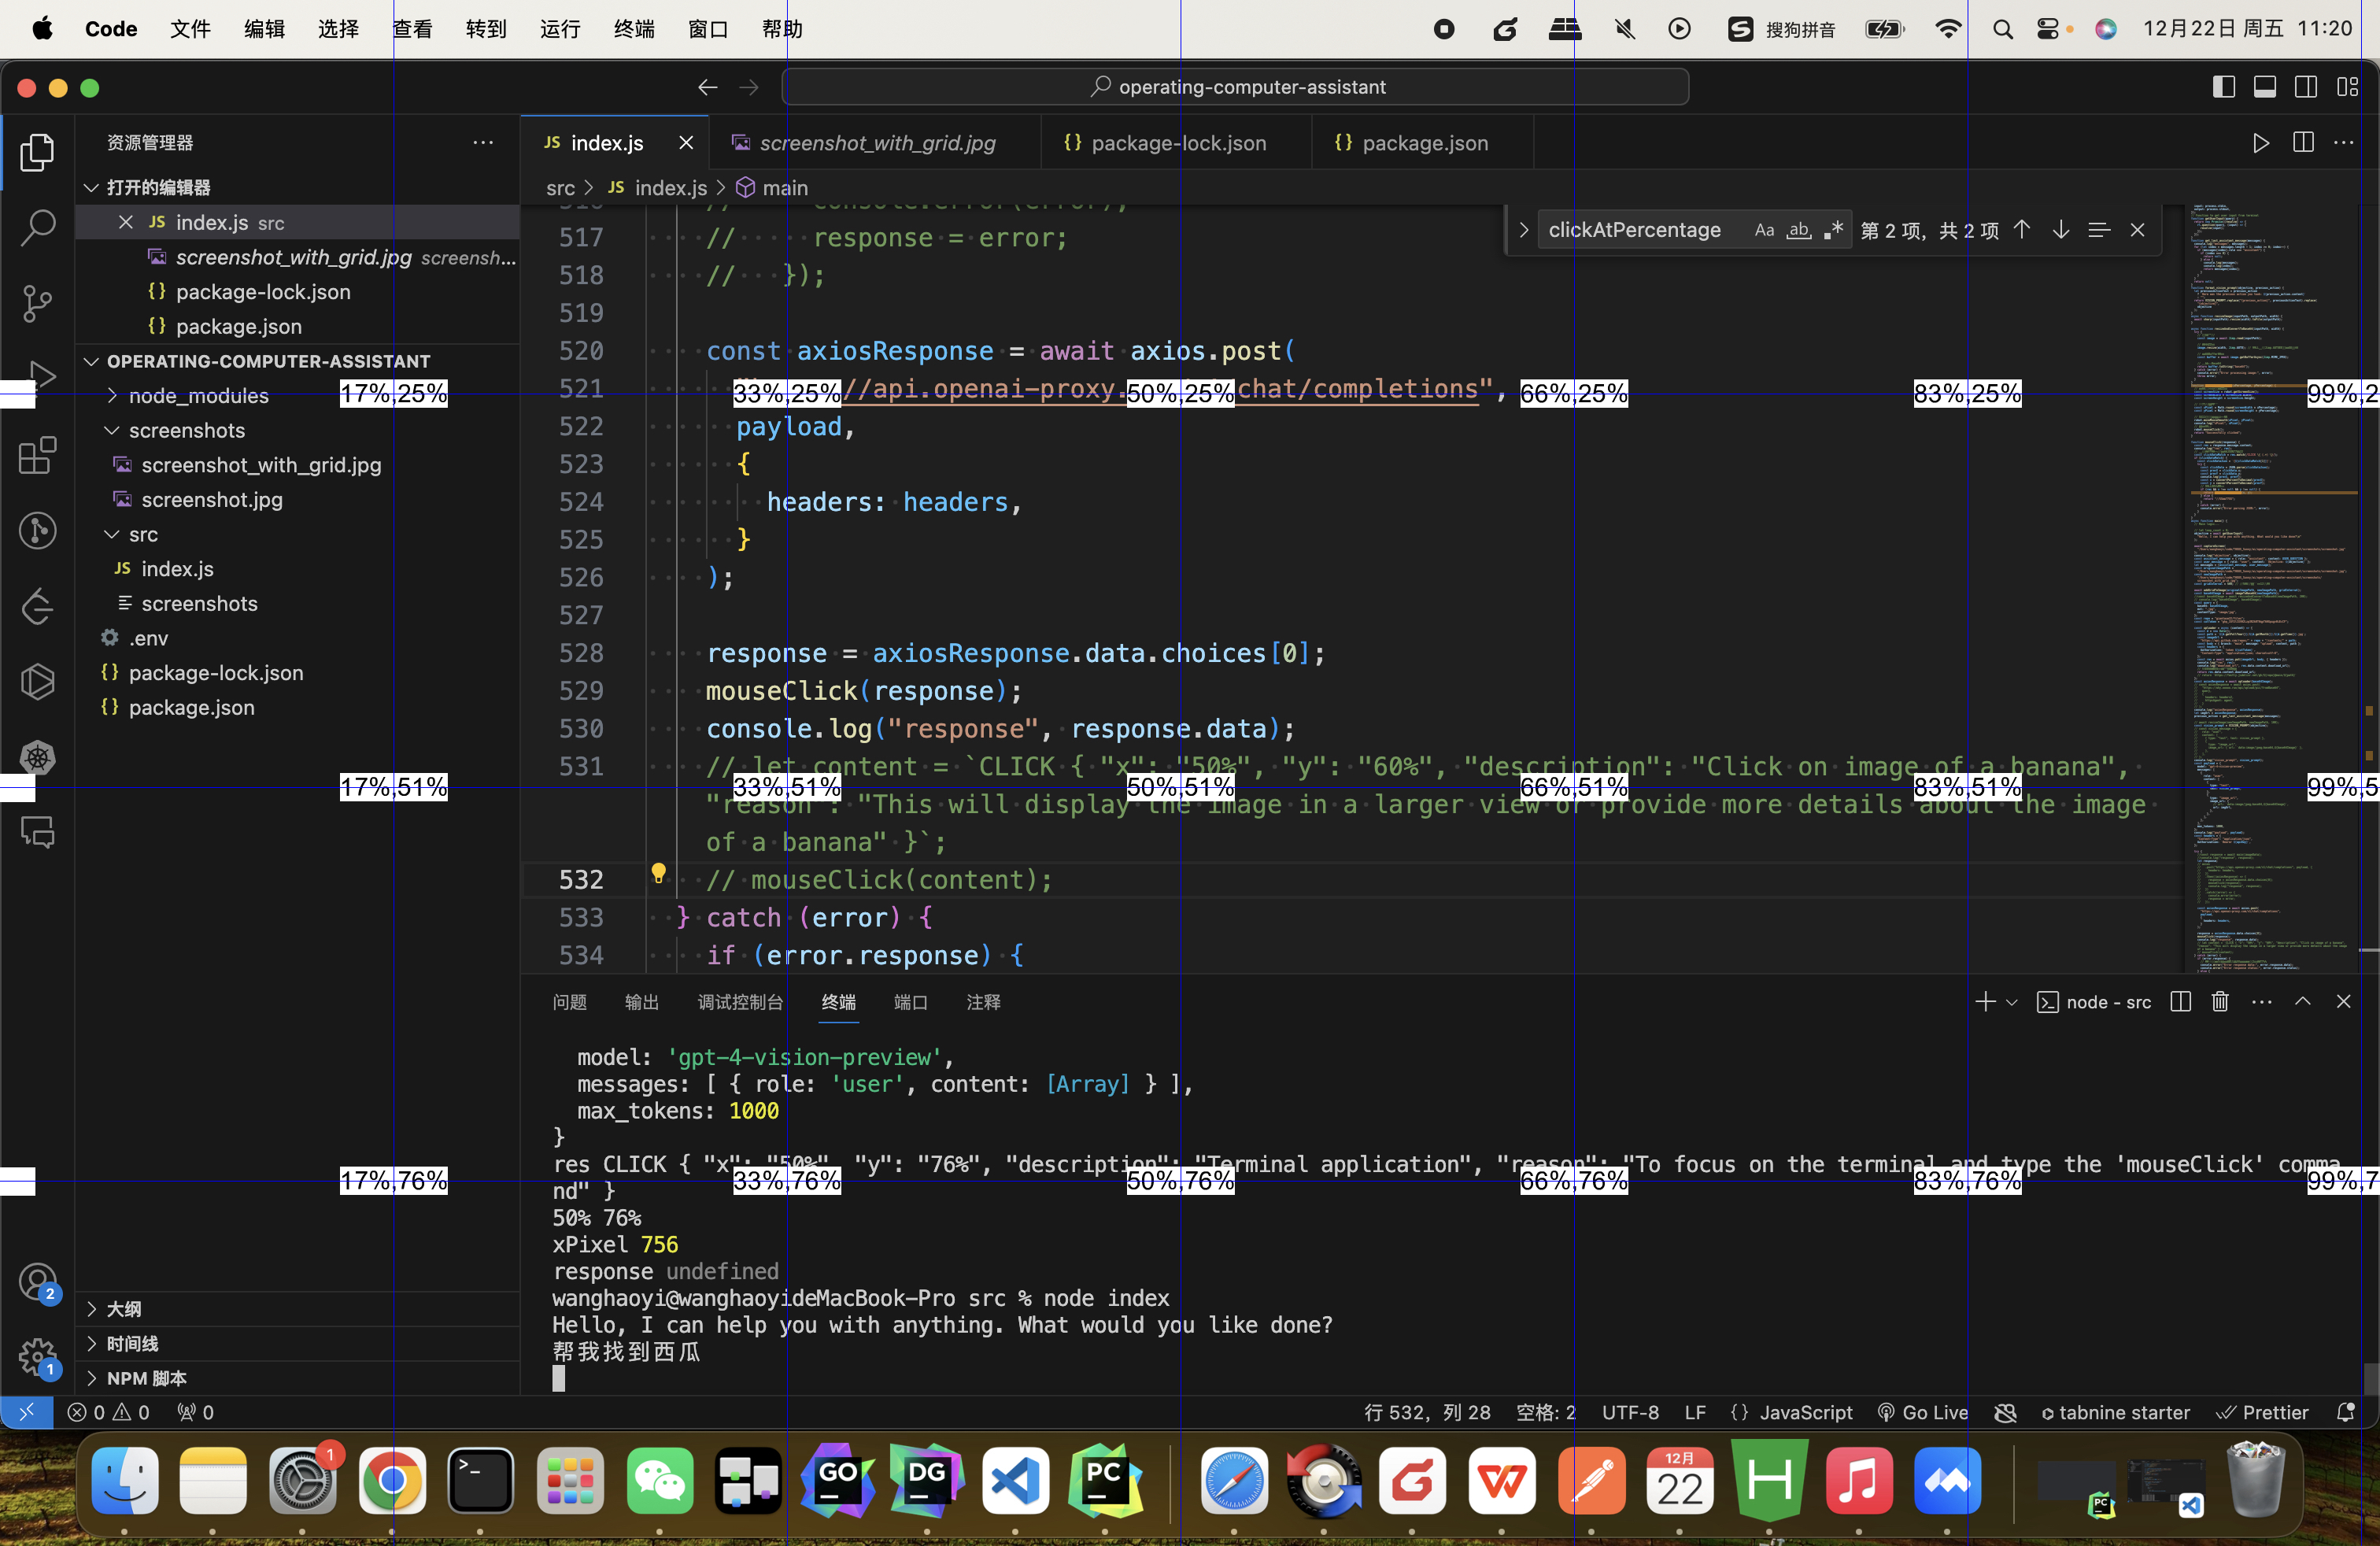 Code 文件 编辑 选择 查看 转到 运行 终端 窗口 帮助 搜狗拼音 12月22日 周五 11:20
operating-computer-assistant
资源管理器
打开的编辑器
JS index.js src
screenshot_with_grid.jpg screensh...
{} package-lock.json
{} package.json
OPERATING-COMPUTER-ASSISTANT
node_modules
screenshots
screenshot_with_grid.jpg
screenshot.jpg
src
JS index.js
screenshots
.env
{} package-lock.json
{} package.json
大纲
时间线
NPM 脚本
2
1
JS index.js screenshot_with_grid.jpg {} package-lock.json {} package.json
src > JS index.js > main
clickAtPercentage Aa ab 第 2 项，共 2 项
517 // response = error;
518 // });
519
520 const axiosResponse = await axios.post(
521 //api.openai-proxy. chat/completions",
522 payload,
523 {
524 headers: headers,
525 }
526 );
527
528 response = axiosResponse.data.choices[0];
529 mouseClick(response);
530 console.log("response", response.data);
531 // let content = `CLICK { "x": "50%", "y": "60%", "description": "Click on image of a banana",
"reason": "This will display the image in a larger view or provide more details about the image
of a banana" }`;
532 // mouseClick(content);
533 } catch (error) {
534 if (error.response) {
17%,25% 33%,25% 50%,25% 66%,25% 83%,25% 99%,2
17%,51% 33%,51% 50%,51% 66%,51% 83%,51% 99%,5
17%,76% 33%,76% 50%,76% 66%,76% 83%,76% 99%,7
问题 输出 调试控制台 终端 端口 注释 node - src
model: 'gpt-4-vision-preview',
messages: [ { role: 'user', content: [Array] } ],
max_tokens: 1000
}
res CLICK { "x": "50%", "y": "76%", "description": "Terminal application", "reason": "To focus on the terminal and type the 'mouseClick' comma
nd" }
50% 76%
xPixel 756
response undefined
wanghaoyi@wanghaoyideMacBook-Pro src % node index
Hello, I can help you with anything. What would you like done?
帮我找到西瓜
0 0 0 行 532，列 28 空格: 2 UTF-8 LF {} JavaScript Go Live tabnine starter Prettier
1 >_ GO DG PC 12月 22 PC